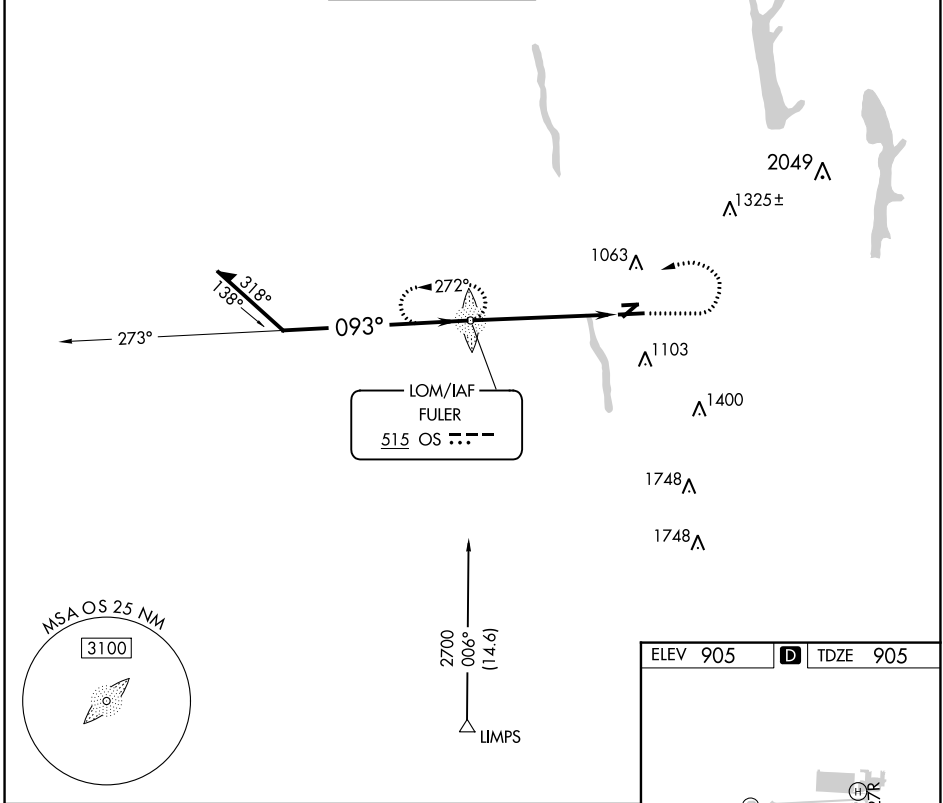 2049
1325±
1063
318°
138°
272°
273°
093°
1103
LOM/IAF
FULER
515 OS
1400
1748
1748
MSA OS 25 NM
3100
2700
006°
(14.6)
LIMPS
ELEV 905 D TDZE 905
H